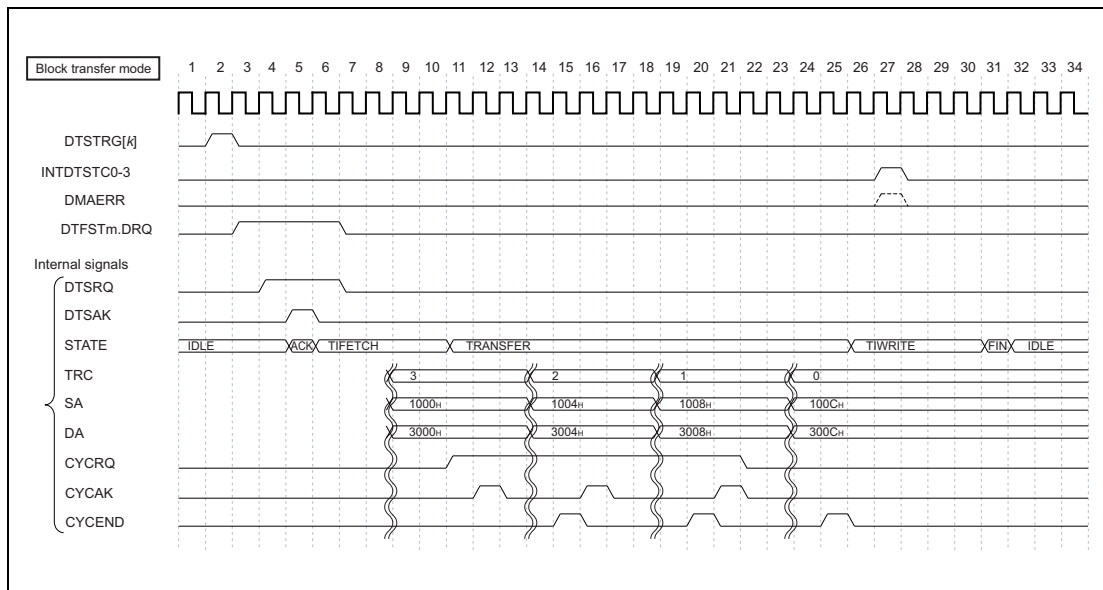 Block transfer mode 1 2 3 4 5 6 7 8 9 10 11 12 13 14 15 16 17 18 19 20 21 22 23 24 25 26 27 28 29 30 31 32 33 34
DTSTRG[k]
INTDTSTC0-3
DMAERR
DTFSTm.DRQ
Internal signals
DTSRQ
DTSAK
STATE IDLE ACK TIFETCH TRANSFER TIWRITE FIN IDLE
TRC 3 2 1 0
SA 1000H 1004H 1008H 100CH
DA 3000H 3004H 3008H 300CH
CYCRQ
CYCAK
CYCEND